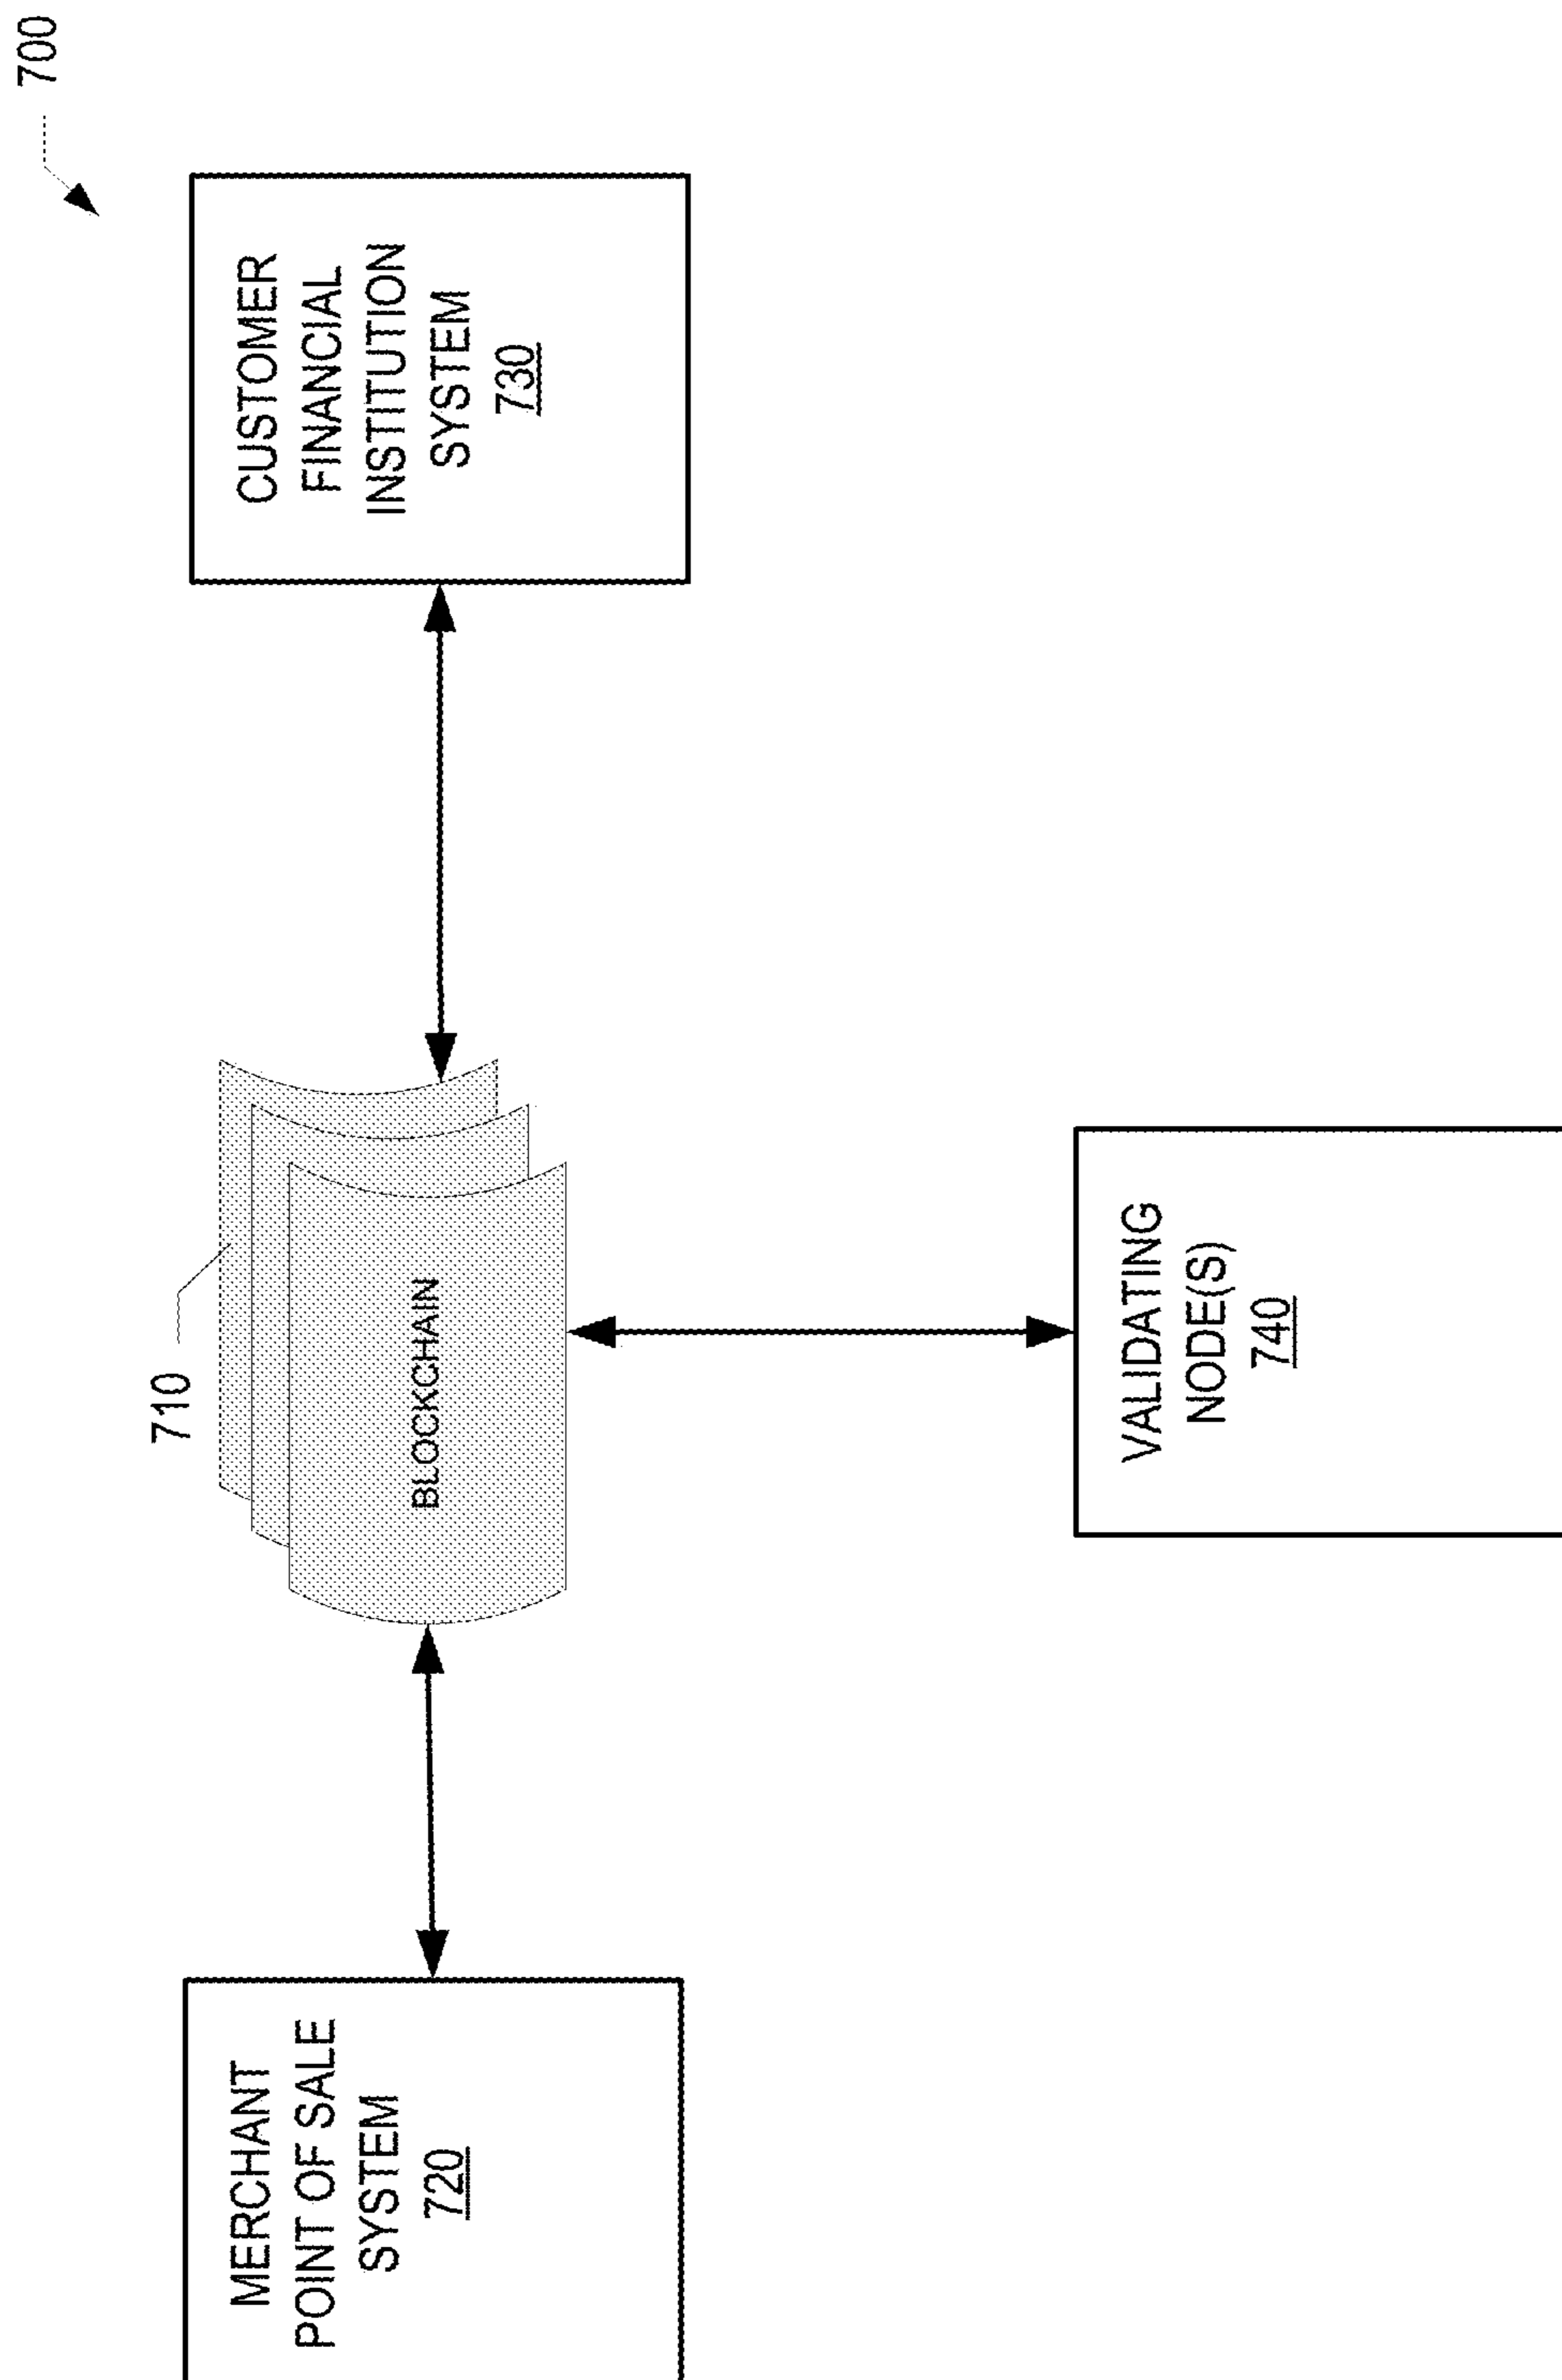 700
710
MERCHANT
POINT OF SALE
SYSTEM
720
BLOCKCHAIN
CUSTOMER
FINANCIAL
INSTITUTION
SYSTEM
730
VALIDATING
NODE(S)
740